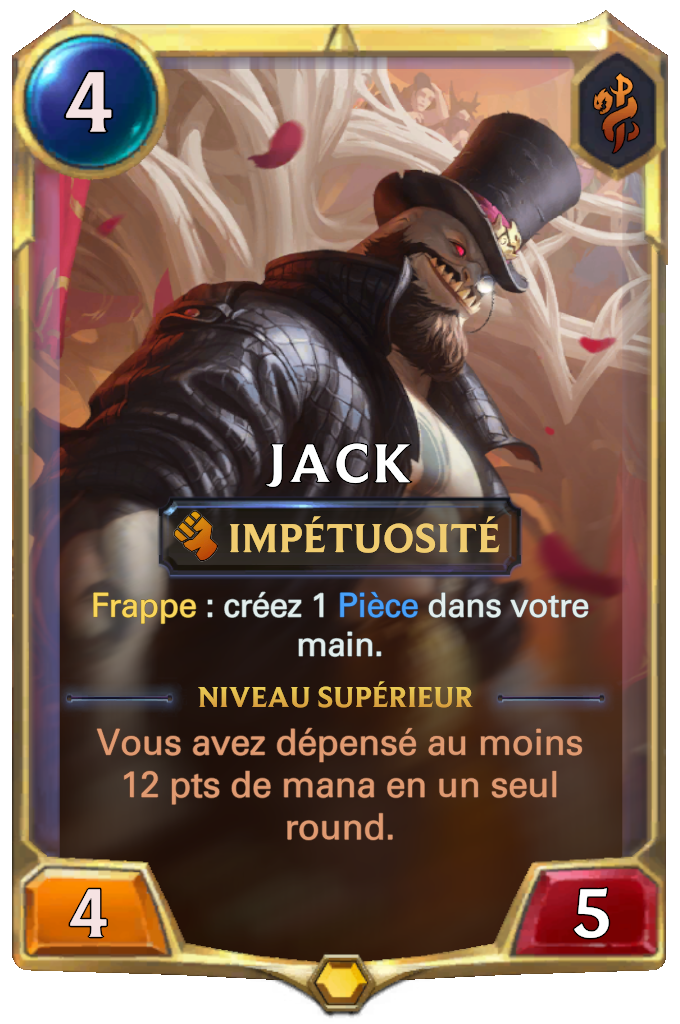 4
JACK
IMPÉTUOSITÉ
Frappe : créez 1 Pièce dans votre
main.
NIVEAU SUPÉRIEUR
Vous avez dépensé au moins
12 pts de mana en un seul
round.
4
5